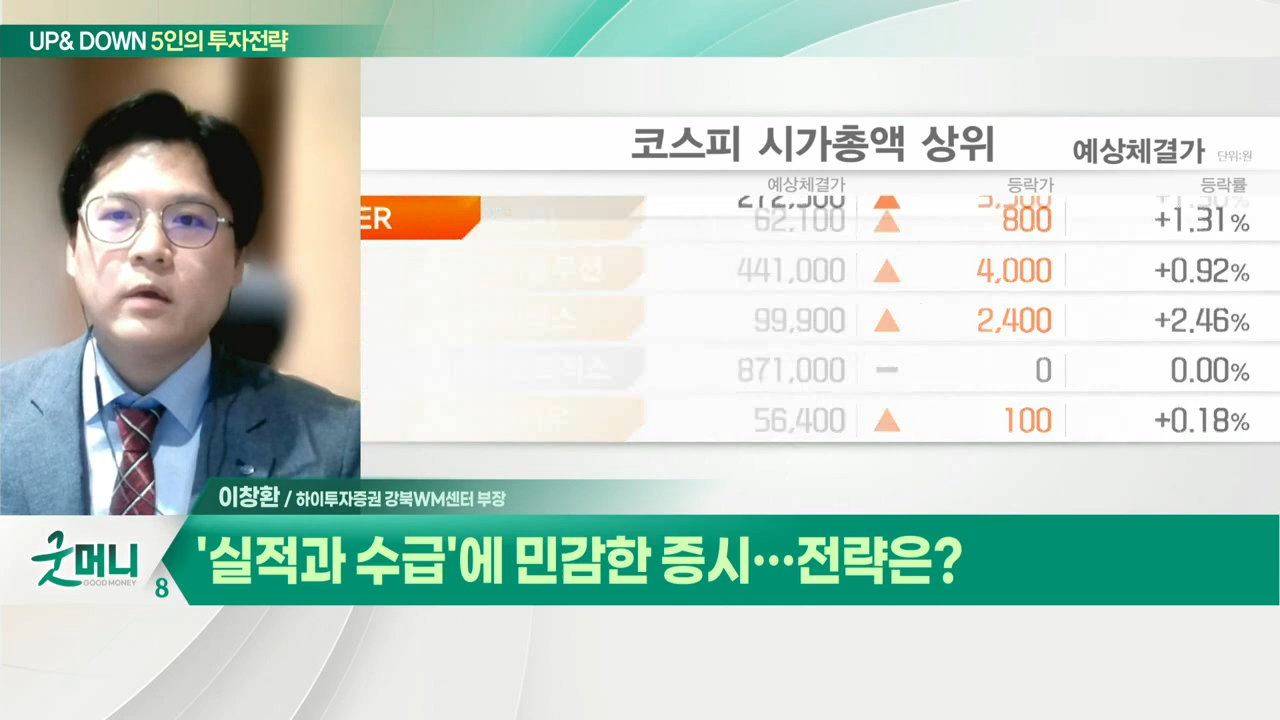 UP& DOWN 5인의 투자전략
코스피 시가총액 상위 예상체결가 단위:원
예상체결가 등락가 등락률
ER 62,100 ▲ 800 +1.31%
441,000 ▲ 4,000 +0.92%
99,900 ▲ 2,400 +2.46%
871,000 - 0 0.00%
56,400 ▲ 100 +0.18%
이창환 / 하이투자증권 강북WM센터 부장
굿머니
GOOD MONEY
8
'실적과 수급'에 민감한 증시…전략은?